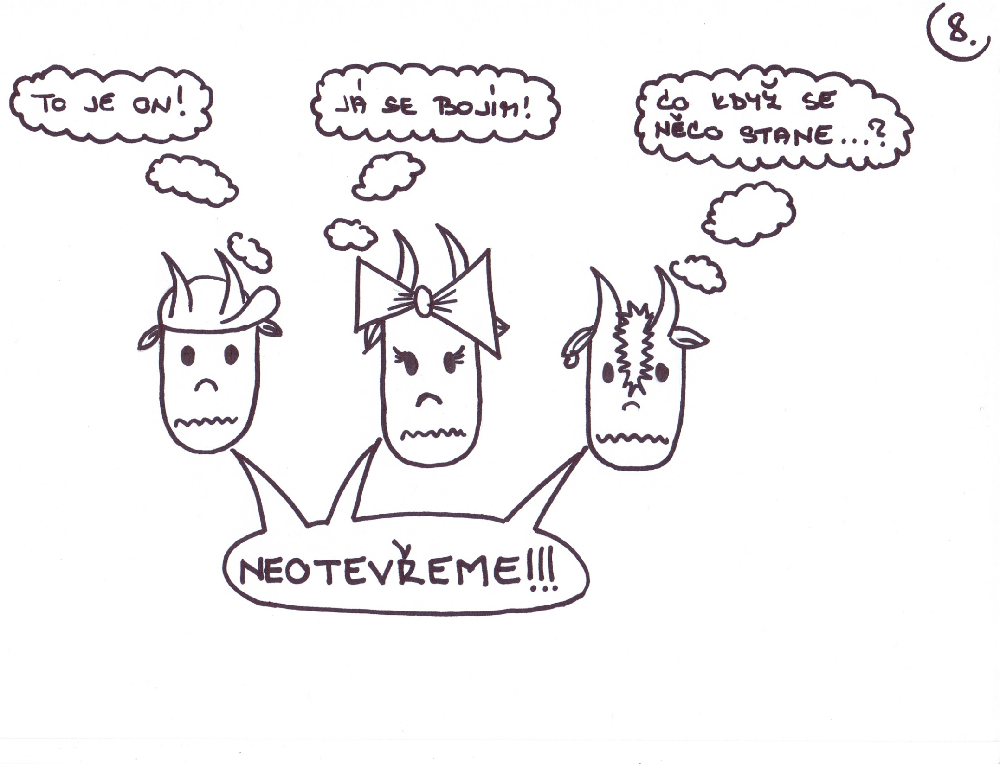 8.
TO JE ON!
JÁ SE BOJÍM!
CO KDYŽ SE
NĚCO STANE...?
NEOTEVŘEME!!!